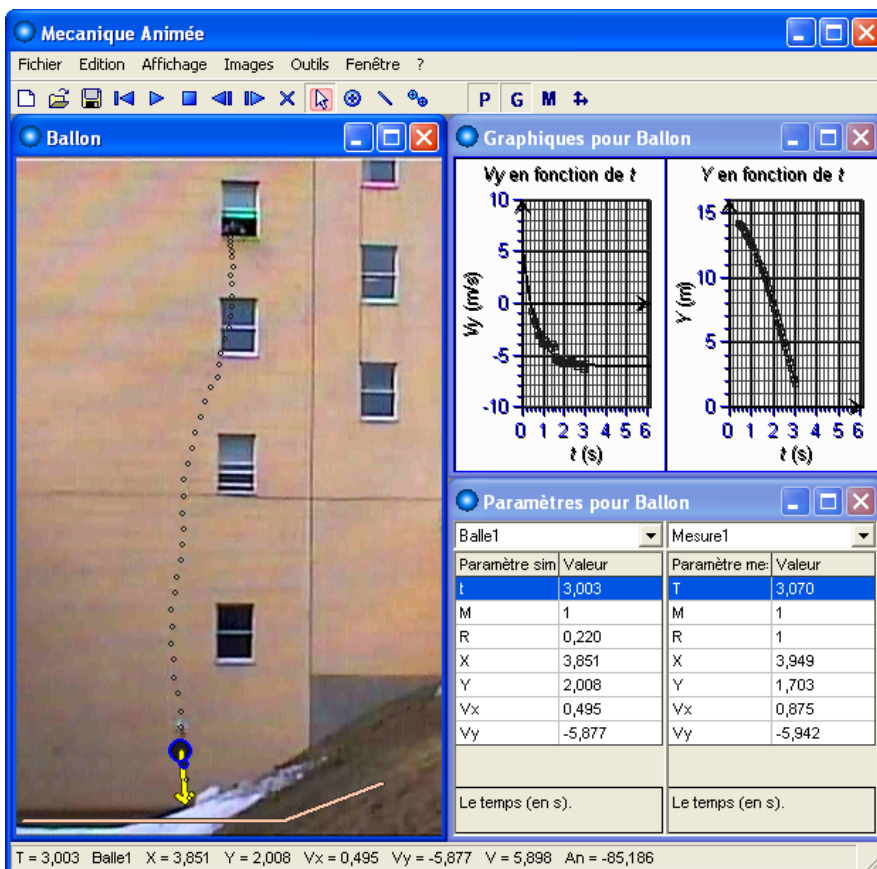 Mecanique Animée
Fichier Edition Affichage Images Outils Fenêtre ?
P G M
Ballon
Graphiques pour Ballon
Vy en fonction de t
10
5
0
-5
-10
Vy (m/s)
0 1 2 3 4 5 6
t (s)
Y en fonction de t
15
10
5
0
Y (m)
0 1 2 3 4 5 6
t (s)
Paramètres pour Ballon
Balle1 Mesure1
Paramètre sim Valeur Paramètre me: Valeur
t 3,003 T 3,070
M 1 M 1
R 0,220 R 1
X 3,851 X 3,949
Y 2,008 Y 1,703
Vx 0,495 Vx 0,875
Vy -5,877 Vy -5,942
Le temps (en s). Le temps (en s).
T = 3,003 Balle1 X = 3,851 Y = 2,008 Vx = 0,495 Vy = -5,877 V = 5,898 An = -85,186